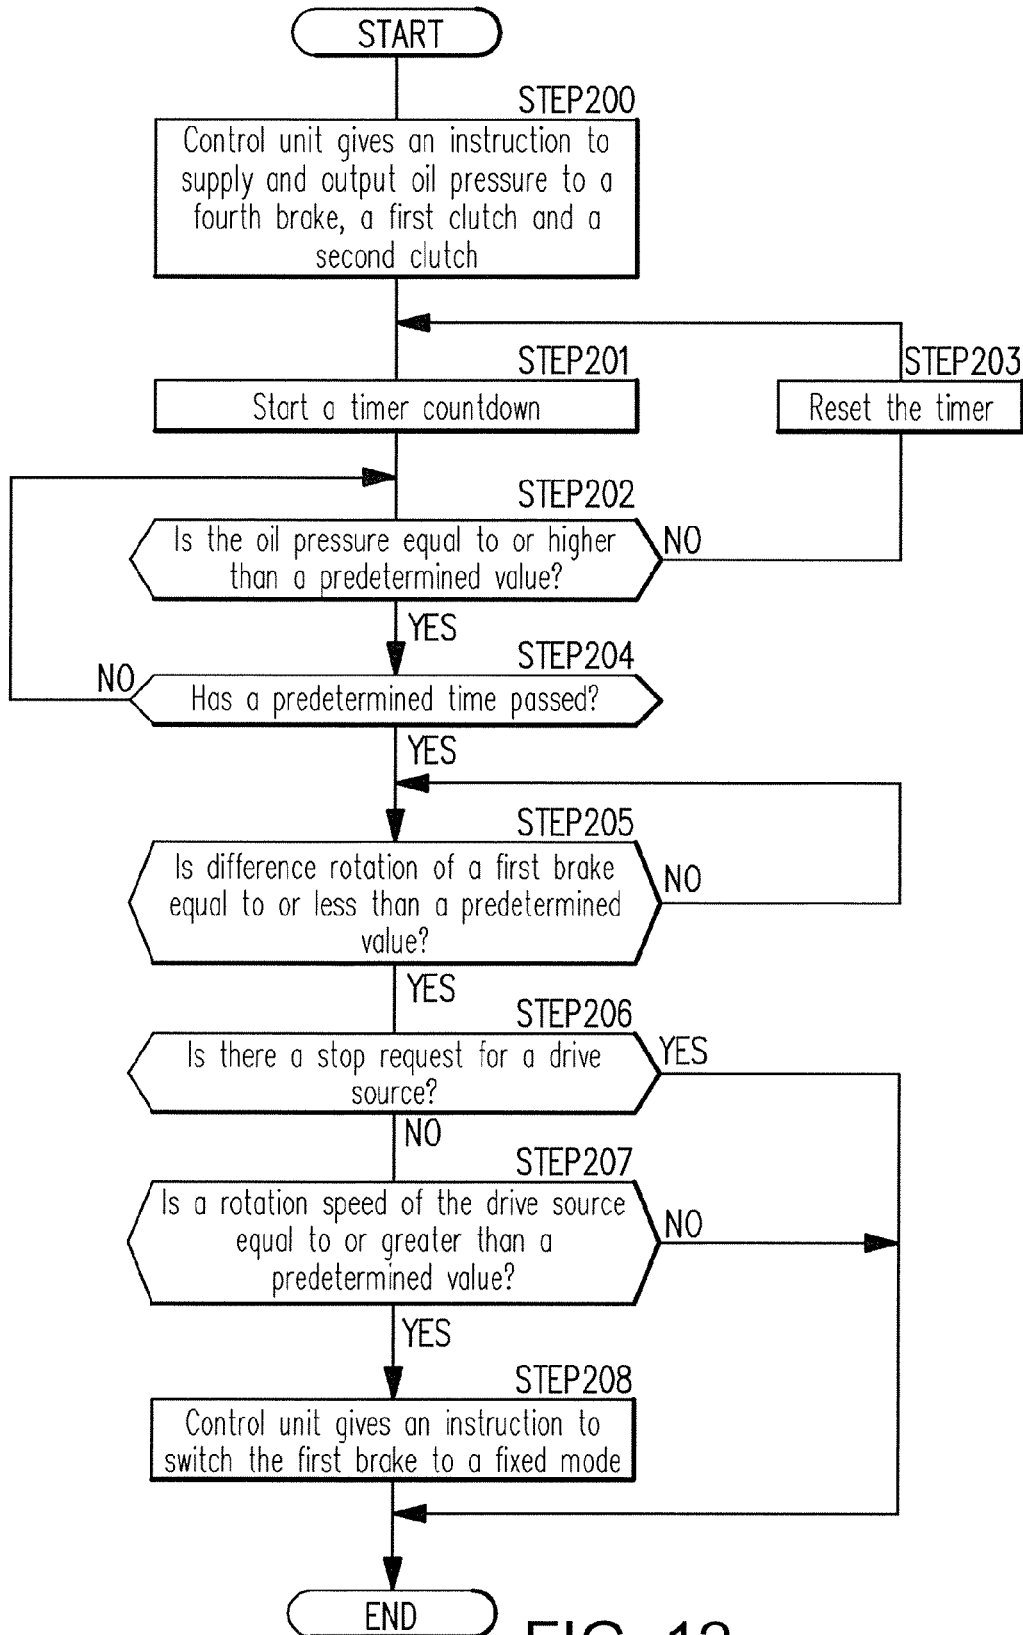 START
STEP200
Control unit gives an instruction to
supply and output oil pressure to a
fourth brake, a first clutch and a
second clutch
STEP201
Start a timer countdown
STEP203
Reset the timer
STEP202
Is the oil pressure equal to or higher
than a predetermined value?
NO
YES
STEP204
Has a predetermined time passed?
NO
YES
STEP205
Is difference rotation of a first brake
equal to or less than a predetermined
value?
NO
YES
STEP206
Is there a stop request for a drive
source?
YES
NO
STEP207
Is a rotation speed of the drive source
equal to or greater than a
predetermined value?
NO
YES
STEP208
Control unit gives an instruction to
switch the first brake to a fixed mode
END